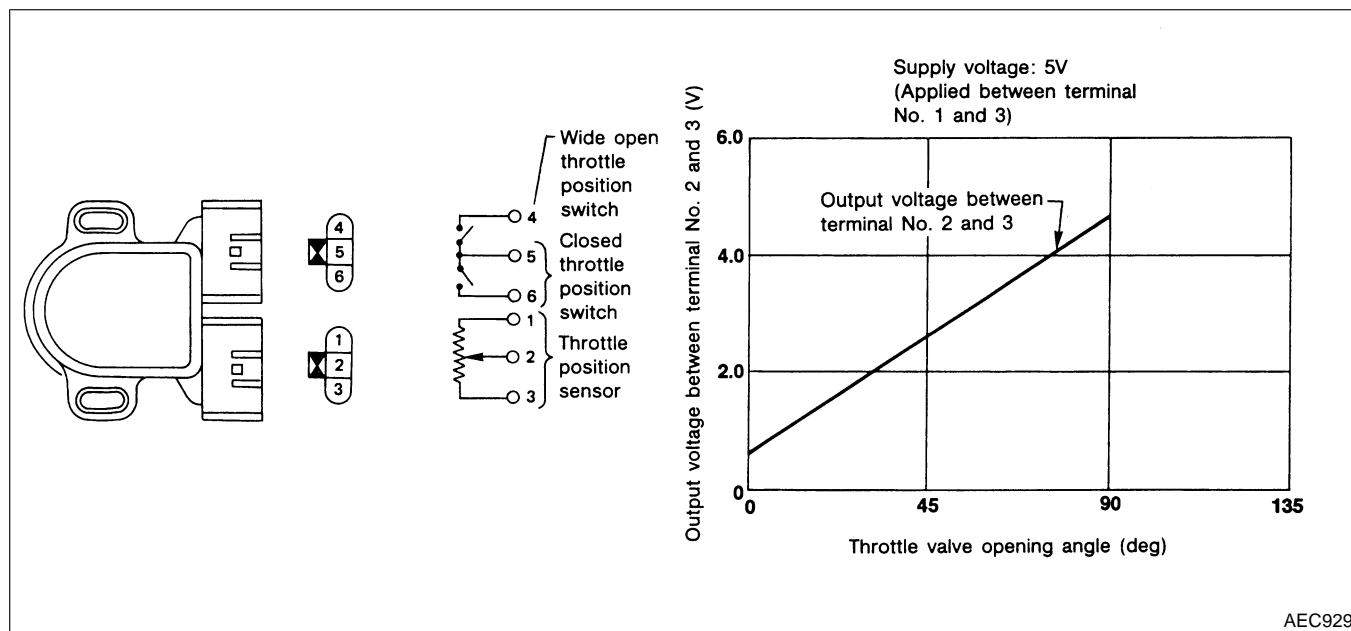 4
5
6
1
2
3
Wide open
throttle
position
switch
4
5
6
Closed
throttle
position
switch
1
2
3
Throttle
position
sensor
Supply voltage: 5V
(Applied between terminal
No. 1 and 3)
Output voltage between terminal No. 2 and 3 (V)
6.0
4.0
2.0
0
Output voltage between
terminal No. 2 and 3
0
45
90
135
Throttle valve opening angle (deg)
AEC929